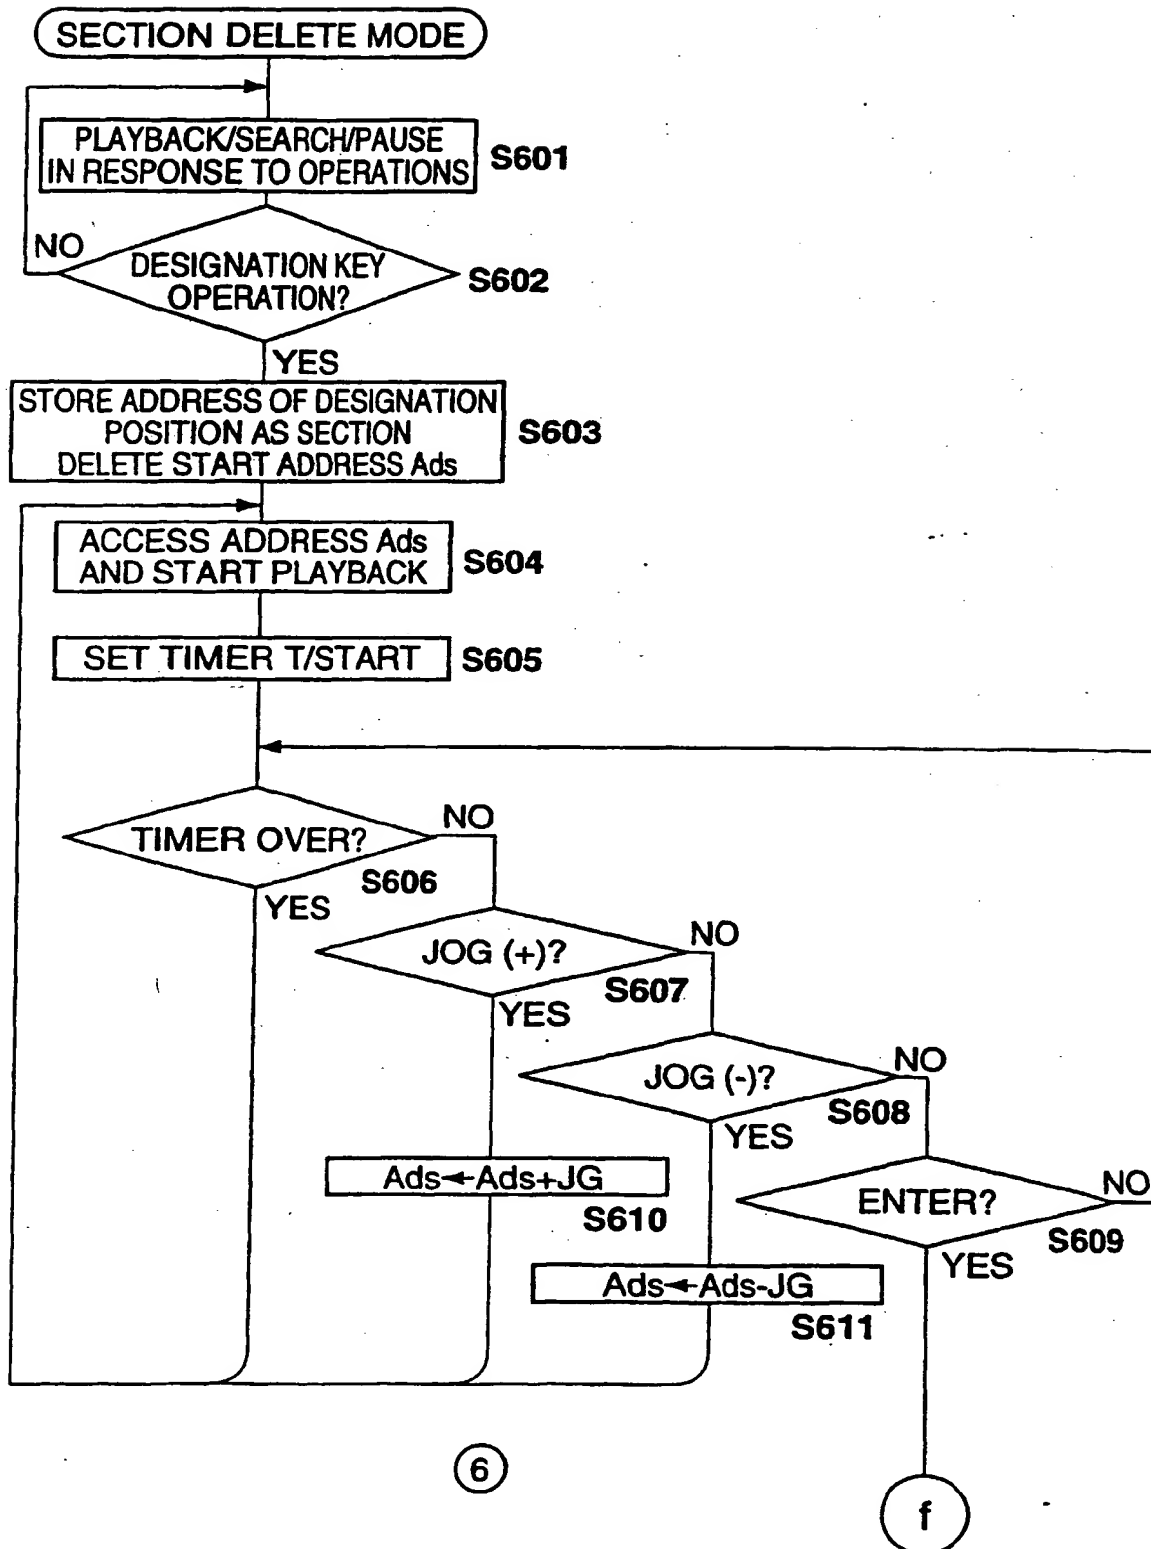 SECTION DELETE MODE
PLAYBACK/SEARCH/PAUSE
IN RESPONSE TO OPERATIONS
S601
NO
DESIGNATION KEY
OPERATION?
S602
YES
STORE ADDRESS OF DESIGNATION
POSITION AS SECTION
DELETE START ADDRESS Ads
S603
ACCESS ADDRESS Ads
AND START PLAYBACK
S604
SET TIMER T/START
S605
TIMER OVER?
NO
S606
YES
JOG (+)?
NO
S607
YES
JOG (-)?
NO
S608
YES
Ads←Ads+JG
S610
ENTER?
NO
S609
YES
Ads←Ads-JG
S611
6
f